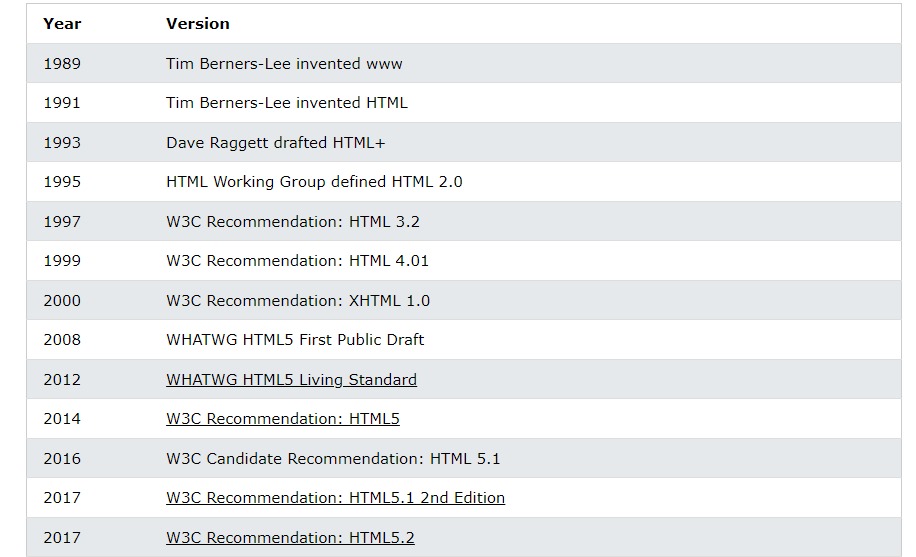 Year Version
1989 Tim Berners-Lee invented www
1991 Tim Berners-Lee invented HTML
1993 Dave Raggett drafted HTML+
1995 HTML Working Group defined HTML 2.0
1997 W3C Recommendation: HTML 3.2
1999 W3C Recommendation: HTML 4.01
2000 W3C Recommendation: XHTML 1.0
2008 WHATWG HTML5 First Public Draft
2012 WHATWG HTML5 Living Standard
2014 W3C Recommendation: HTML5
2016 W3C Candidate Recommendation: HTML 5.1
2017 W3C Recommendation: HTML5.1 2nd Edition
2017 W3C Recommendation: HTML5.2